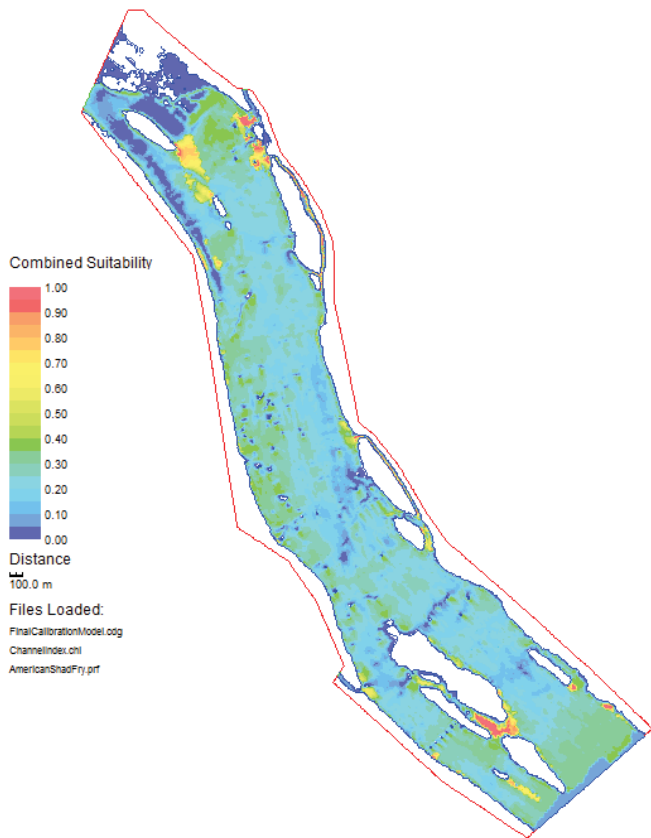 Combined Suitability
1.00
0.90
0.80
0.70
0.60
0.50
0.40
0.30
0.20
0.10
0.00
Distance
100.0 m
Files Loaded:
FinalCalibrationModel.cdg
ChannelIndex.chi
AmericanShadFry.prf